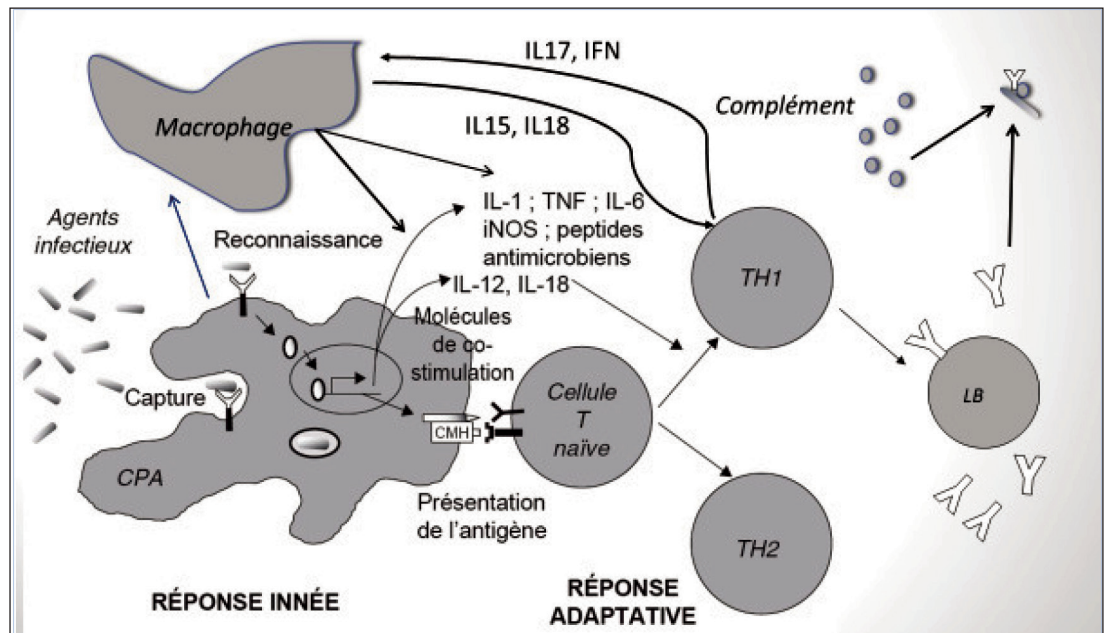 IL17, IFN
Macrophage
IL15, IL18
Complément
Agents
infectieux
Reconnaissance
IL-1 ; TNF ; IL-6
iNOS ; peptides
antimicrobiens
IL-12, IL-18
TH1
Molécules
de co-
stimulation
Capture
Cellule
T
naïve
LB
CMH
CPA
Présentation
de l'antigène
TH2
RÉPONSE INNÉE
RÉPONSE
ADAPTATIVE